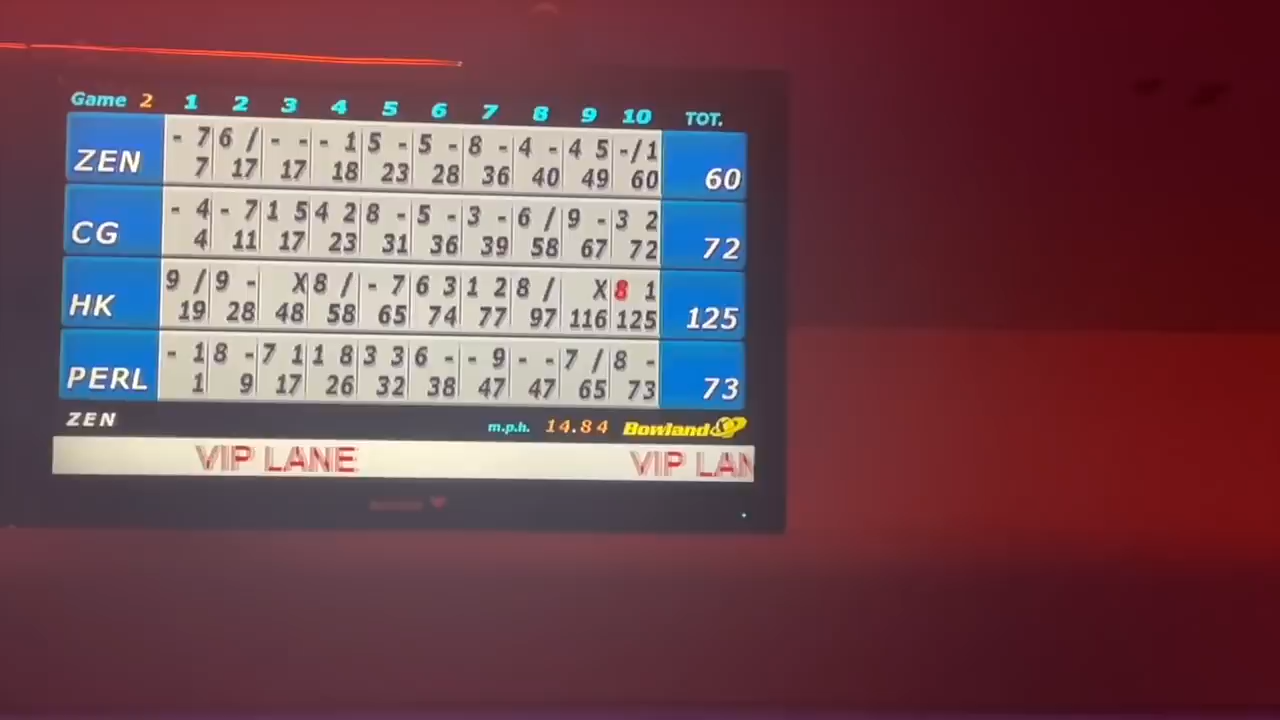 Game 2 1 2 3 4 5 6 7 8 9 10 TOT.
- 7 6 / - - - 1 5 - 5 - 8 - 4 - 4 5 - / 1
ZEN 7 17 17 18 23 28 36 40 49 60 60
- 4 - 7 1 5 4 2 8 - 5 - 3 - 6 / 9 - 3 2
CG 4 11 17 23 31 36 39 58 67 72 72
9 / 9 - X 8 / - 7 6 3 1 2 8 / X 8 1
HK 19 28 48 58 65 74 77 97 116 125 125
- 1 8 - 7 1 1 8 3 3 6 - - 9 - - 7 / 8 -
PERL 1 9 17 26 32 38 47 47 65 73 73
ZEN m.p.h. 14.84 Bowland
VIP LANE VIP LAN